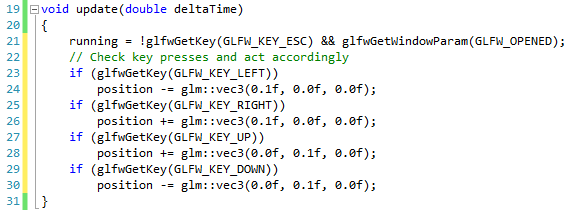 19 void update(double deltaTime)
20 {
21     running = !glfwGetKey(GLFW_KEY_ESC) && glfwGetWindowParam(GLFW_OPENED);
22     // Check key presses and act accordingly
23     if (glfwGetKey(GLFW_KEY_LEFT))
24         position -= glm::vec3(0.1f, 0.0f, 0.0f);
25     if (glfwGetKey(GLFW_KEY_RIGHT))
26         position += glm::vec3(0.1f, 0.0f, 0.0f);
27     if (glfwGetKey(GLFW_KEY_UP))
28         position += glm::vec3(0.0f, 0.1f, 0.0f);
29     if (glfwGetKey(GLFW_KEY_DOWN))
30         position -= glm::vec3(0.0f, 0.1f, 0.0f);
31 }